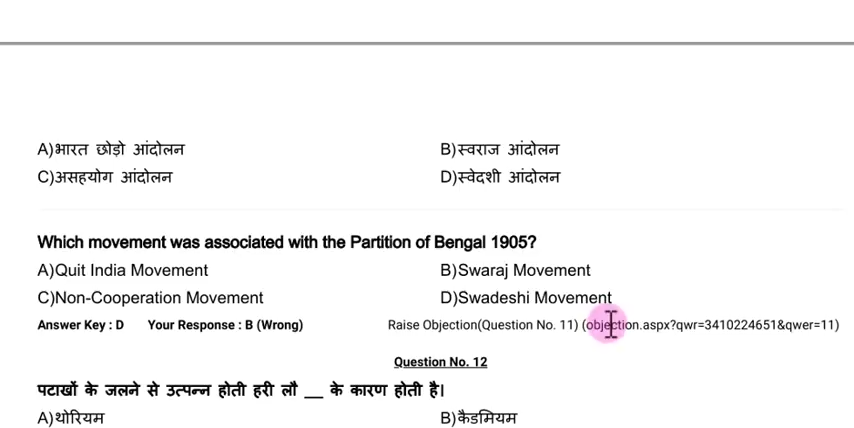 A)भारत छोड़ो आंदोलन B)स्वराज आंदोलन
C)असहयोग आंदोलन D)स्वेदशी आंदोलन
Which movement was associated with the Partition of Bengal 1905?
A)Quit India Movement B)Swaraj Movement
C)Non-Cooperation Movement D)Swadeshi Movement
Answer Key : D Your Response : B (Wrong) Raise Objection(Question No. 11) (objection.aspx?qwr=3410224651&qwer=11)
Question No. 12
पटाखों के जलने से उत्पन्न होती हरी लौ __ के कारण होती है।
A)थोरियम B)कैडमियम